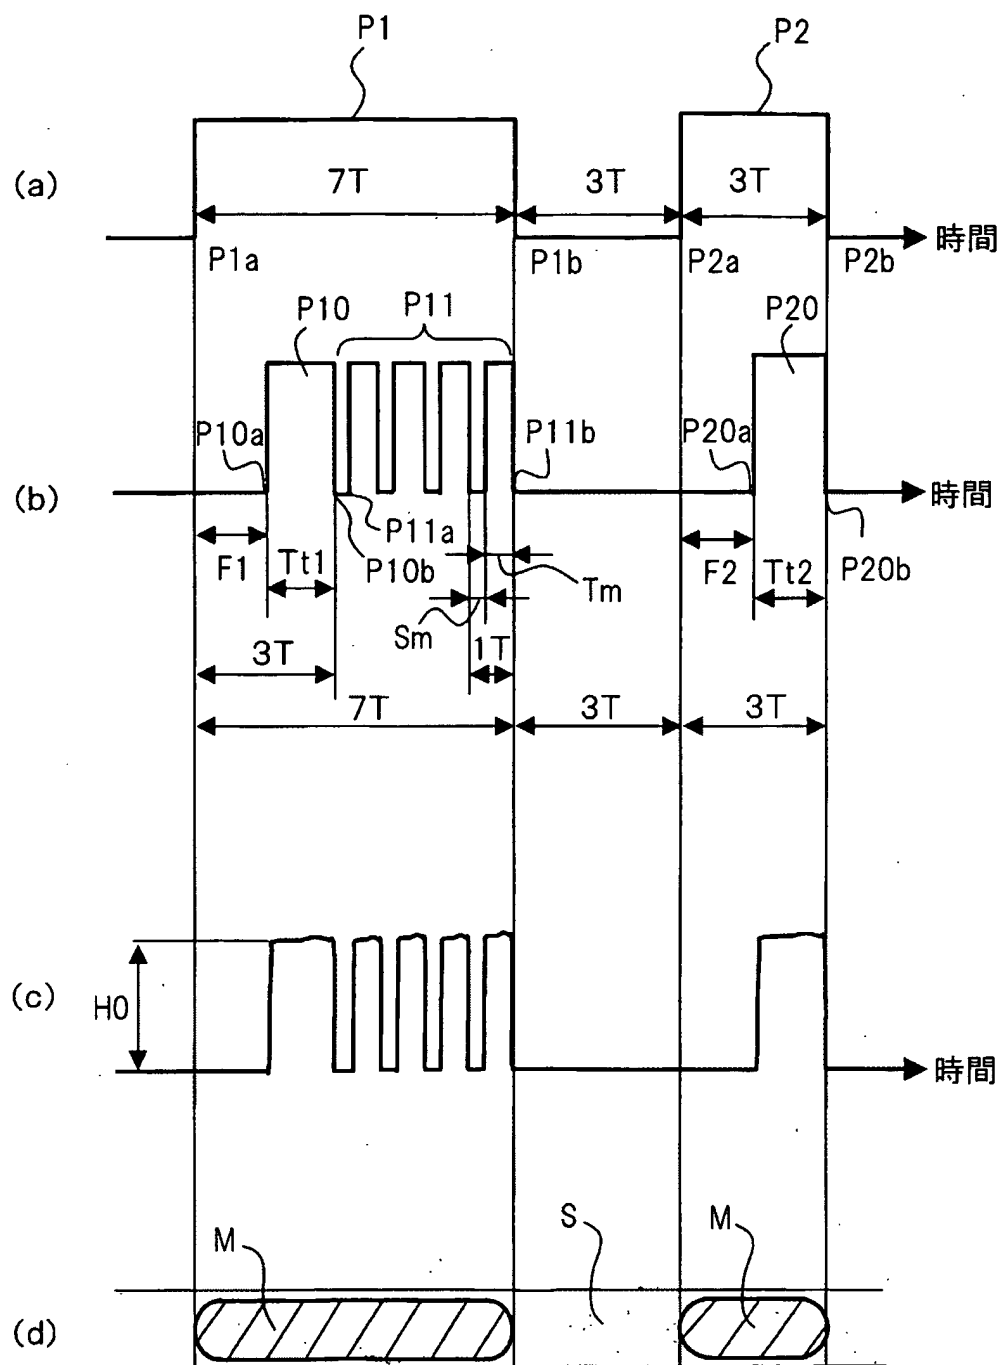 P1
P2
(a)
7T
3T
3T
時間
P1a
P1b
P2a
P2b
P10
P11
P20
P10a
P11b
P20a
(b)
時間
P11a
P10b
P20b
F1
Tt1
Tm
F2
Tt2
Sm
1T
3T
7T
3T
3T
(c)
H0
時間
M
S
M
(d)